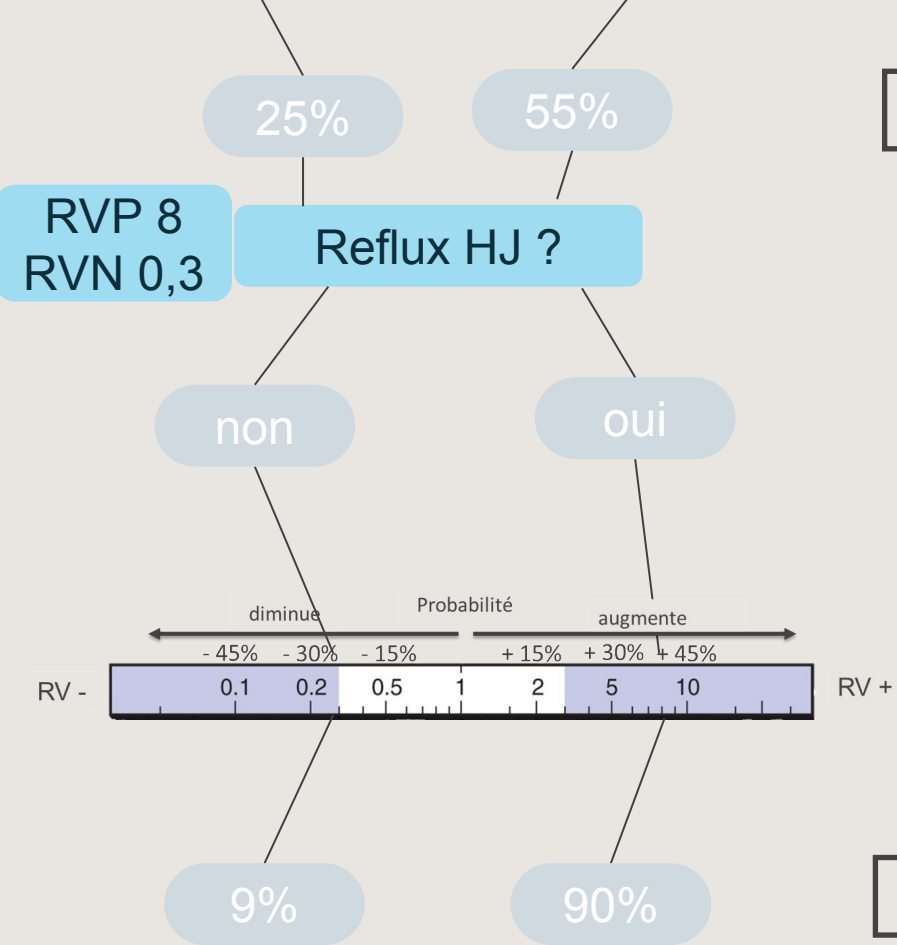 25%
55%
RVP 8
RVN 0,3
Reflux HJ ?
non
oui
diminue
Probabilité
augmente
- 45% - 30% - 15% + 15% + 30% + 45%
RV - 0.1 0.2 0.5 1 2 5 10 RV +
9%
90%